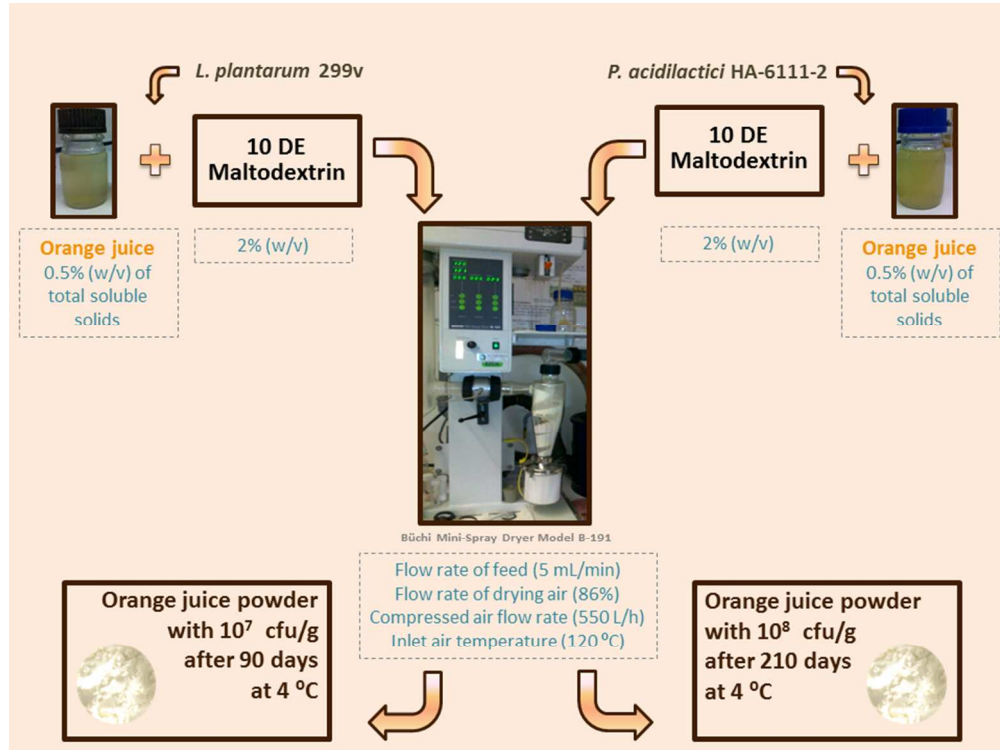 L. plantarum 299v
P. acidilactici HA-6111-2
10 DE
Maltodextrin
10 DE
Maltodextrin
Orange juice
0.5% (w/v) of
total soluble
solids
2% (w/v)
2% (w/v)
Orange juice
0.5% (w/v) of
total soluble
solids
Büchi Mini-Spray Dryer Model B-191
Flow rate of feed (5 mL/min)
Flow rate of drying air (86%)
Compressed air flow rate (550 L/h)
Inlet air temperature (120 ⁰C)
Orange juice powder
with 10⁷ cfu/g
after 90 days
at 4 ⁰C
Orange juice powder
with 10⁸ cfu/g
after 210 days
at 4 ⁰C